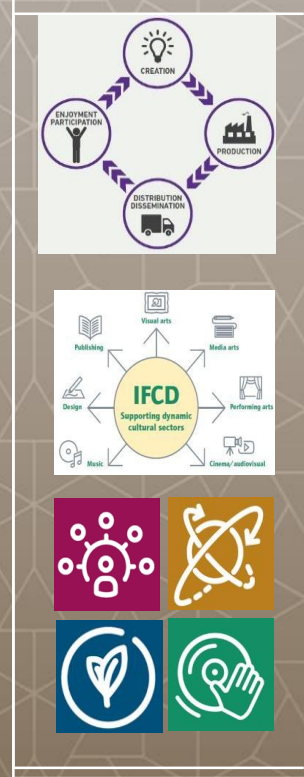 CREATION
ENJOYMENT
PARTICIPATION
PRODUCTION
DISTRIBUTION
DISSEMINATION
Visual arts
Publishing
Media arts
IFCD
Supporting dynamic
cultural sectors
Design
Performing arts
Music
Cinema/audiovisual